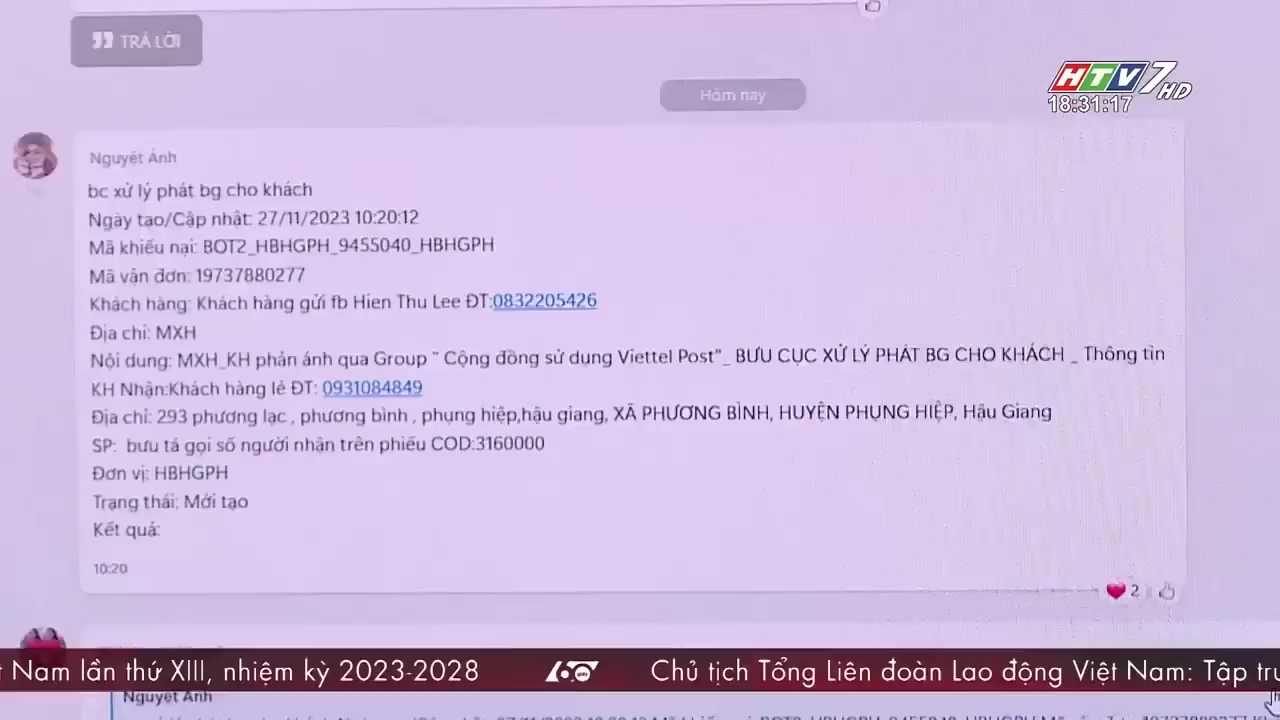 TRẢ LỜI
HTV7 HD
18:31:17
Hôm nay
Nguyệt Ánh
bc xử lý phát bg cho khách
Ngày tạo/Cập nhật: 27/11/2023 10:20:12
Mã khiếu nại: BOT2_HBHGPH_9455040_HBHGPH
Mã vận đơn: 19737880277
Khách hàng: Khách hàng gửi fb Hien Thu Lee ĐT:0832205426
Địa chỉ: MXH
Nội dung: MXH_KH phản ánh qua Group " Cộng đồng sử dụng Viettel Post"_ BƯU CỤC XỬ LÝ PHÁT BG CHO KHÁCH _ Thông tin
KH Nhận:Khách hàng lẻ ĐT: 0931084849
Địa chỉ: 293 phương lạc , phương bình , phụng hiệp,hậu giang, XÃ PHƯƠNG BÌNH, HUYỆN PHỤNG HIỆP, Hậu Giang
SP: bưu tá gọi số người nhận trên phiếu COD:3160000
Đơn vị: HBHGPH
Trạng thái: Mới tạo
Kết quả:
10:20
2
t Nam lần thứ XIII, nhiệm kỳ 2023-2028 60 giây Chủ tịch Tổng Liên đoàn Lao động Việt Nam: Tập tru
Nguyệt Ánh